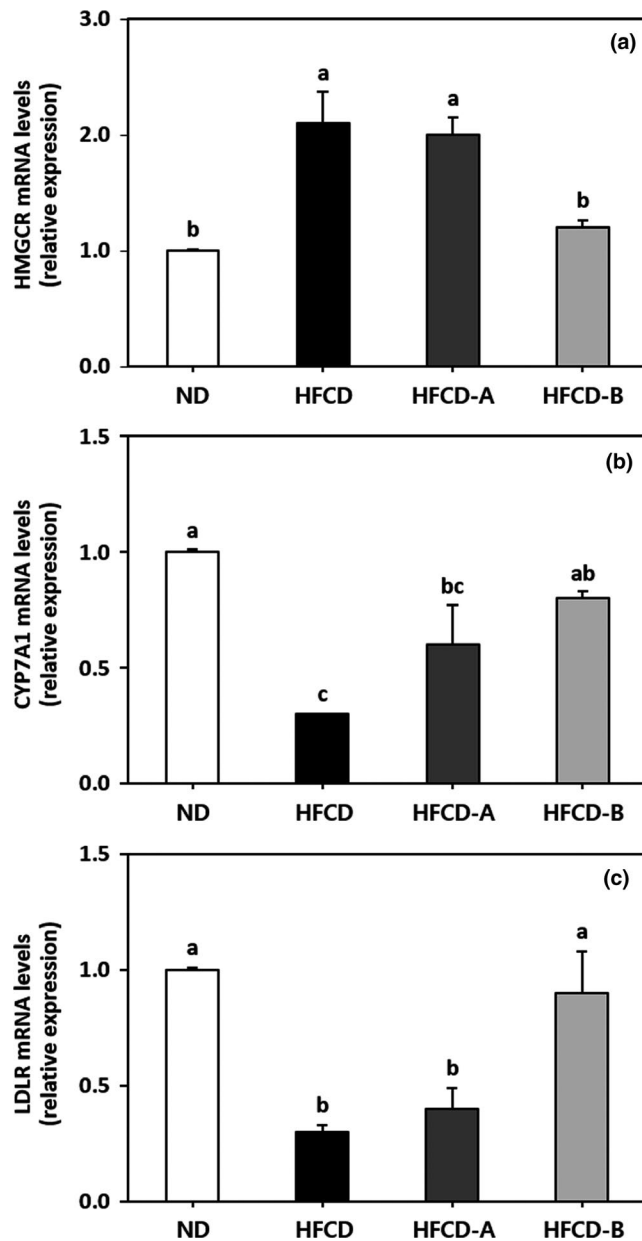 (a)
HMGCR mRNA levels
(relative expression)
3.0
2.0
1.0
0.0
b
a
a
b
ND HFCD HFCD-A HFCD-B
(b)
CYP7A1 mRNA levels
(relative expression)
1.5
1.0
0.5
0.0
a
c
bc
ab
ND HFCD HFCD-A HFCD-B
(c)
LDLR mRNA levels
(relative expression)
1.5
1.0
0.5
0.0
a
b
b
a
ND HFCD HFCD-A HFCD-B